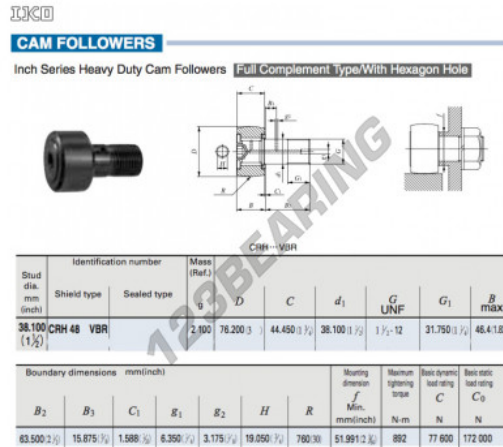 IKO
CAM FOLLOWERS
Inch Series Heavy Duty Cam Followers Full Complement Type/With Hexagon Hole
C
D
H
R
B
G
G₁
C₁
CRH…VBR
123BEARING
Stud dia. mm (inch)
Identification number
Shield type Sealed type
Mass (Ref.) g
D C d₁ G UNF G₁ B max
38.100 (1½) CRH 48 VBR 2 100 76.200 44.450 38.100 1½-12 31.750 46.4
Boundary dimensions mm(inch)
B₂ B₃ C₁ g₁ g₂ H R
Mounting dimension f Min. mm(inch)
Maximum tightening torque N-m
Basic dynamic load rating C N
Basic static load rating C₀ N
63.500 15.875 1.588 6.350 3.175 19.050 760 51.991 892 77 600 172 000